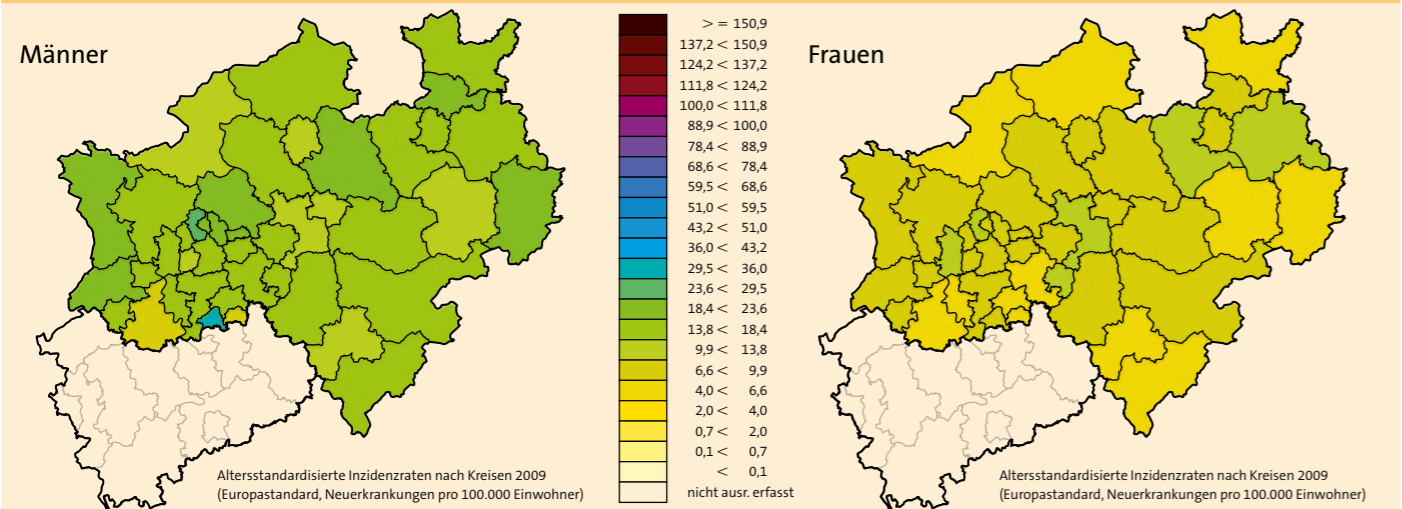 Männer
Frauen
> = 150,9
137,2 < 150,9
124,2 < 137,2
111,8 < 124,2
100,0 < 111,8
88,9 < 100,0
78,4 < 88,9
68,6 < 78,4
59,5 < 68,6
51,0 < 59,5
43,2 < 51,0
36,0 < 43,2
29,5 < 36,0
23,6 < 29,5
18,4 < 23,6
13,8 < 18,4
9,9 < 13,8
6,6 < 9,9
4,0 < 6,6
2,0 < 4,0
0,7 < 2,0
0,1 < 0,7
< 0,1
nicht ausr. erfasst
Altersstandardisierte Inzidenzraten nach Kreisen 2009
(Europastandard, Neuerkrankungen pro 100.000 Einwohner)
Altersstandardisierte Inzidenzraten nach Kreisen 2009
(Europastandard, Neuerkrankungen pro 100.000 Einwohner)